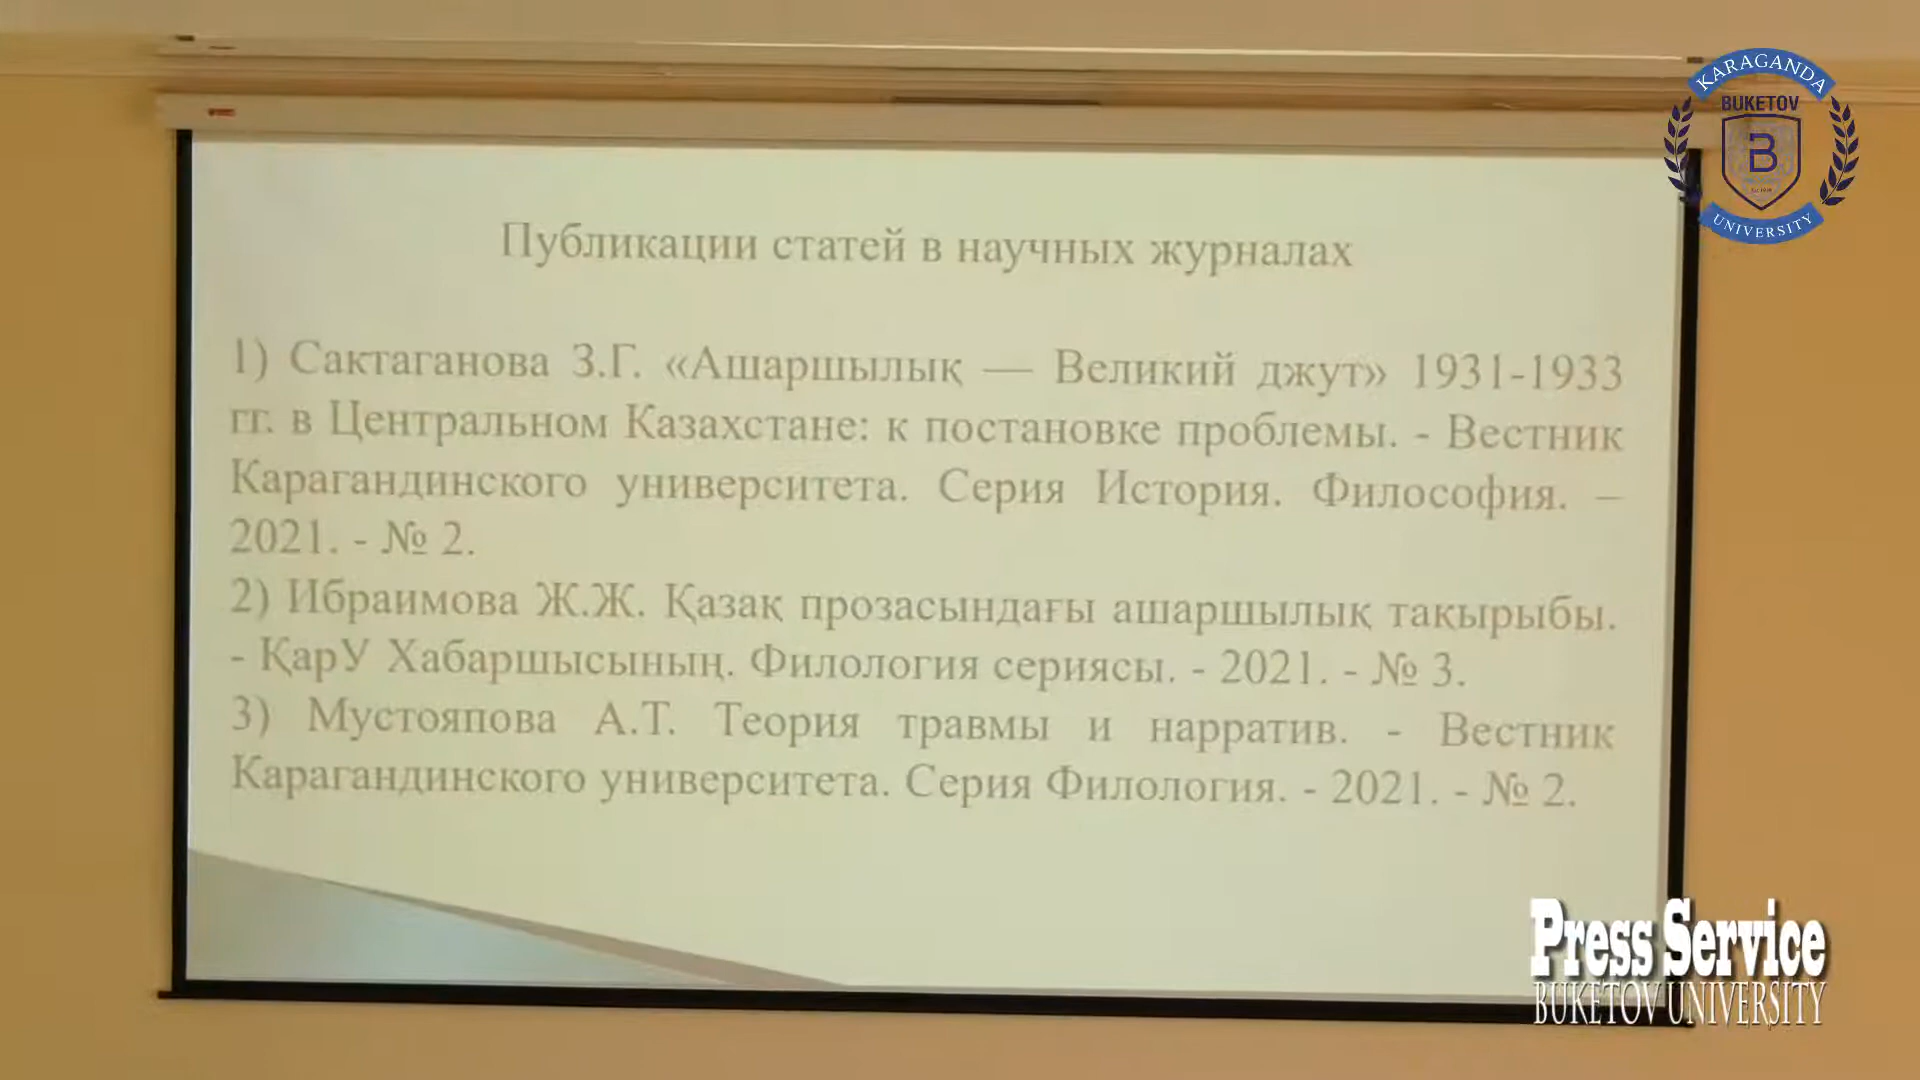 KARAGANDA
BUKETOV
B
UNIVERSITY
Публикации статей в научных журналах
1) Сактаганова З.Г. «Ашаршылық — Великий джут» 1931-1933
гг. в Центральном Казахстане: к постановке проблемы. - Вестник
Карагандинского университета. Серия История. Философия. –
2021. - № 2.
2) Ибраимова Ж.Ж. Қазақ прозасындағы ашаршылық тақырыбы.
- ҚарУ Хабаршысының. Филология сериясы. - 2021. - № 3.
3) Мустояпова А.Т. Теория травмы и нарратив. - Вестник
Карагандинского университета. Серия Филология. - 2021. - № 2.
Press Service
BUKETOV UNIVERSITY